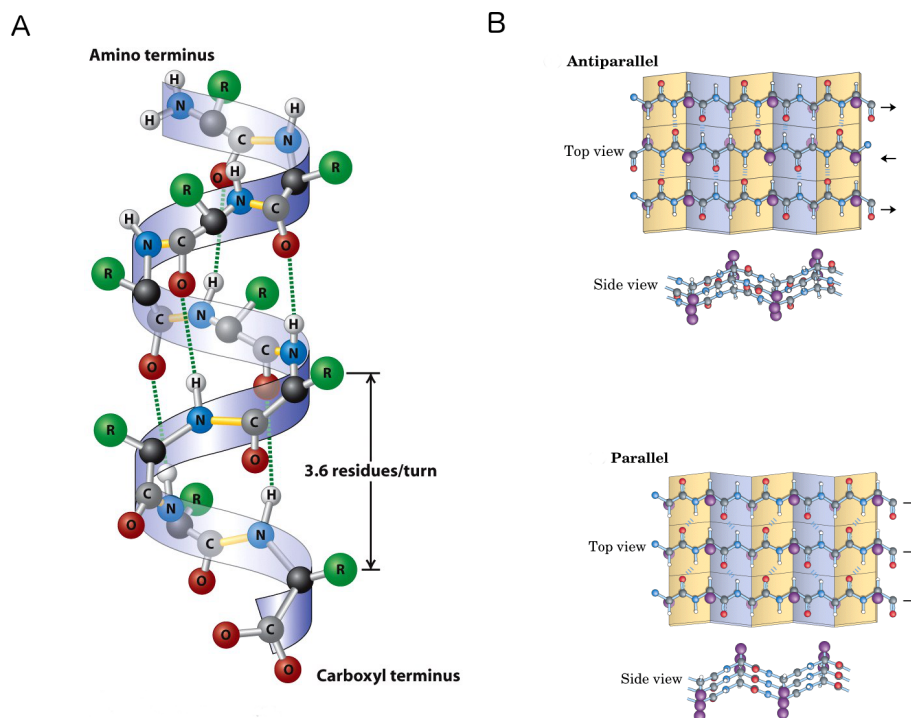 A
B
Amino terminus
H
R
H
N
H
C
N
O
H
R
R
N
C
H
N
C
O
R
O
H
R
C
N
H
O
C
N
R
H
O
R
N
C
3.6 residues/turn
O
C
H
H
R
N
O
N
C
R
O
C
O
O
Carboxyl terminus
Antiparallel
Top view
Side view
Parallel
Top view
Side view